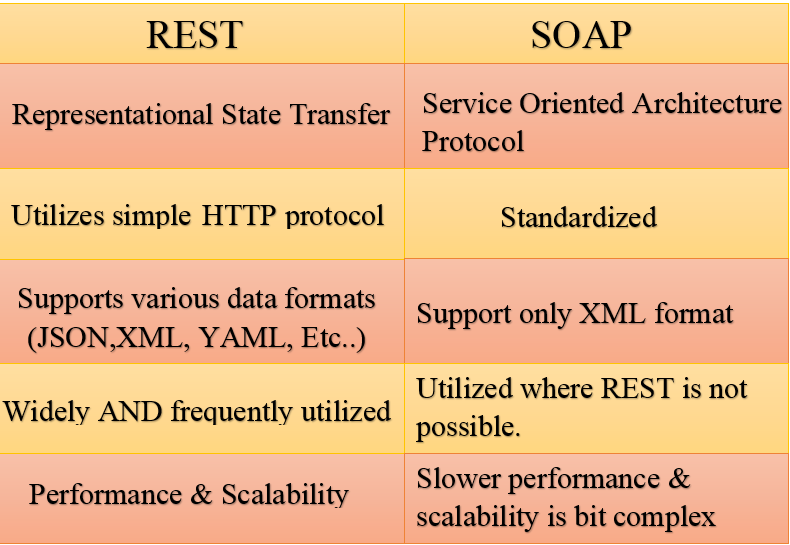 REST
SOAP
Representational State Transfer
Service Oriented Architecture
Protocol
Utilizes simple HTTP protocol
Standardized
Supports various data formats
(JSON,XML, YAML, Etc..)
Support only XML format
Widely AND frequently utilized
Utilized where REST is not
possible.
Performance & Scalability
Slower performance &
scalability is bit complex